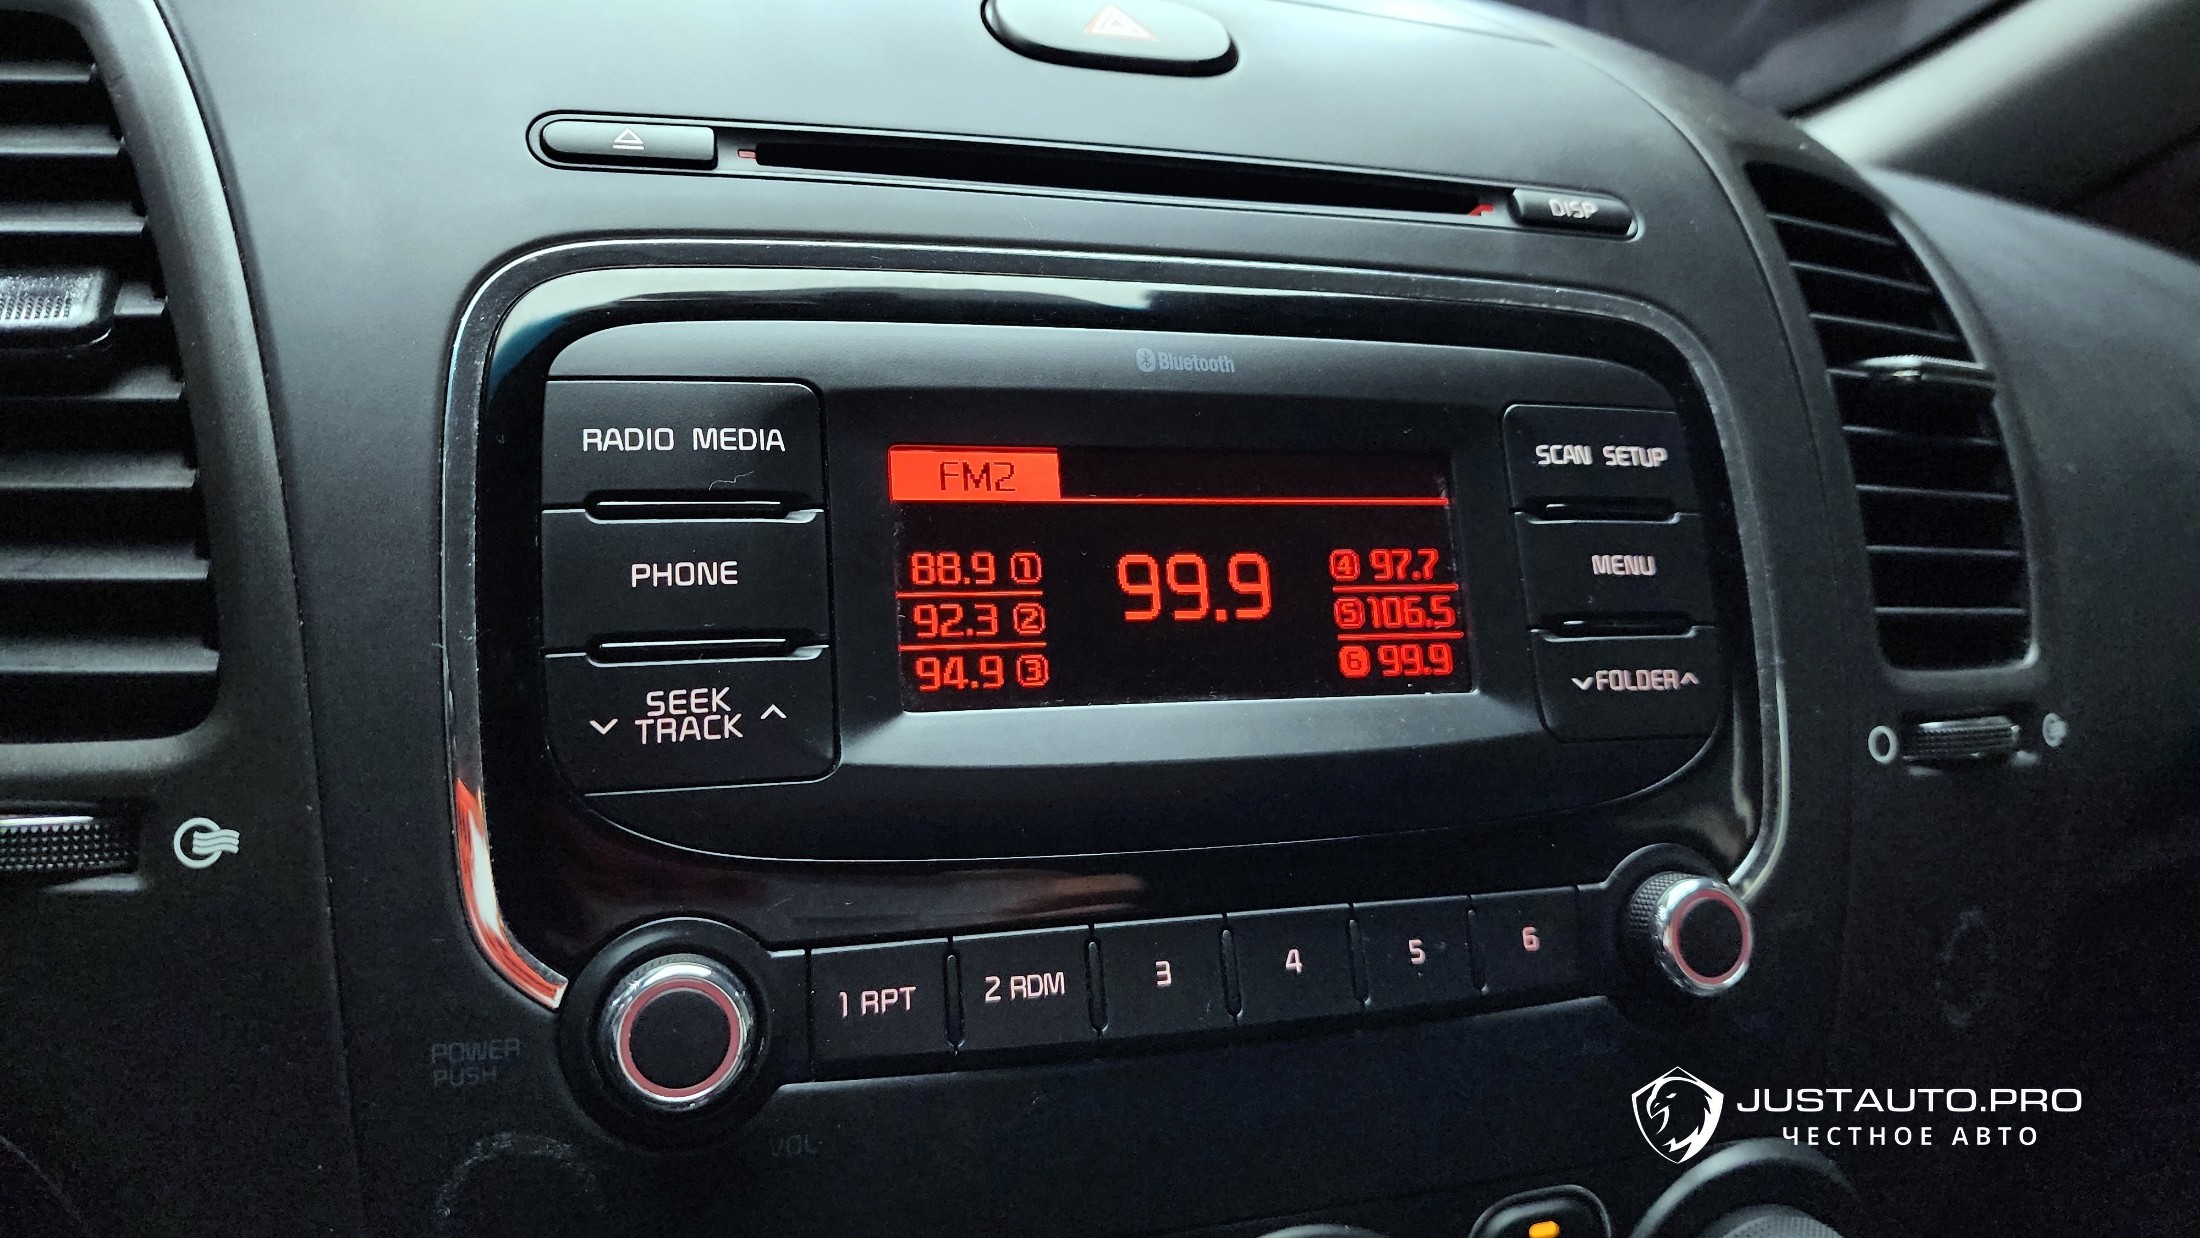 DISP
Bluetooth
RADIO MEDIA
SCAN SETUP
FM2
PHONE
MENU
88.9 1
92.3 2
94.9 3
99.9
4 97.7
5 106.5
6 99.9
SEEK
TRACK
FOLDER
1 RPT
2 RDM
3
4
5
6
POWER
PUSH
VOL
JUSTAUTO.PRO
ЧЕСТНОЕ АВТО